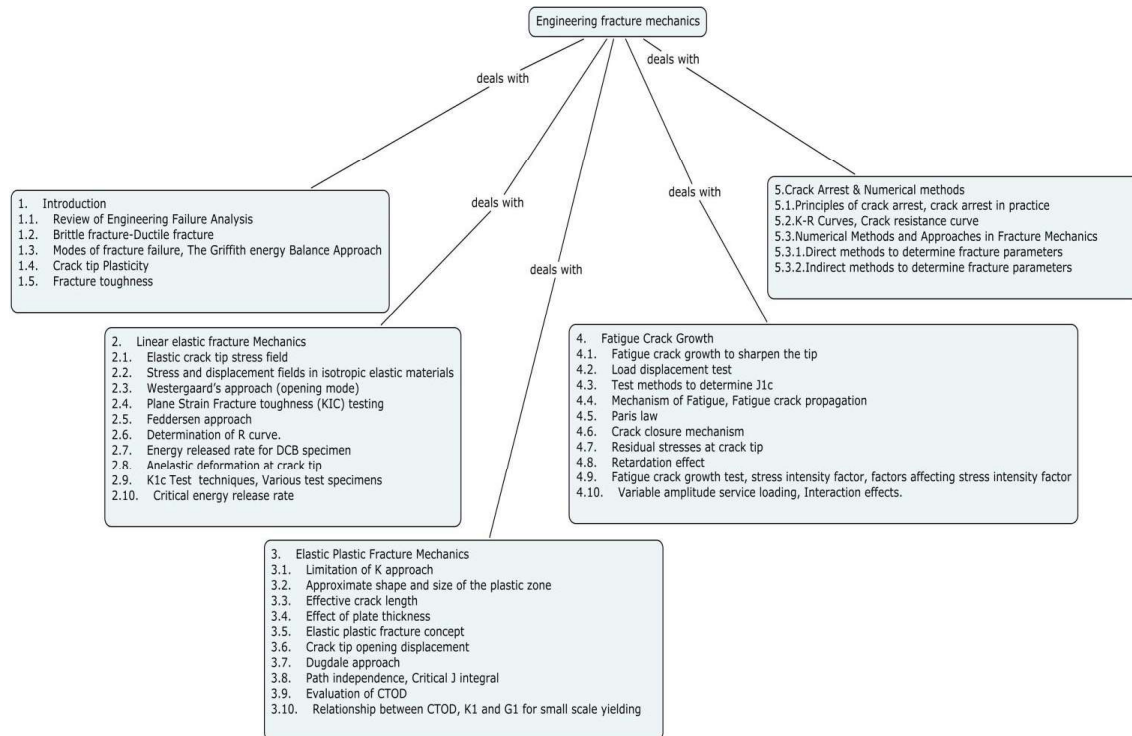 Engineering fracture mechanics
deals with
deals with
deals with
deals with
deals with
1. Introduction
1.1. Review of Engineering Failure Analysis
1.2. Brittle fracture-Ductile fracture
1.3. Modes of fracture failure, The Griffith energy Balance Approach
1.4. Crack tip Plasticity
1.5. Fracture toughness
2. Linear elastic fracture Mechanics
2.1. Elastic crack tip stress field
2.2. Stress and displacement fields in isotropic elastic materials
2.3. Westergaard's approach (opening mode)
2.4. Plane Strain Fracture toughness (KIC) testing
2.5. Feddersen approach
2.6. Determination of R curve.
2.7. Energy released rate for DCB specimen
2.8. Anelastic deformation at crack tip
2.9. K1c Test techniques, Various test specimens
2.10. Critical energy release rate
3. Elastic Plastic Fracture Mechanics
3.1. Limitation of K approach
3.2. Approximate shape and size of the plastic zone
3.3. Effective crack length
3.4. Effect of plate thickness
3.5. Elastic plastic fracture concept
3.6. Crack tip opening displacement
3.7. Dugdale approach
3.8. Path independence, Critical J integral
3.9. Evaluation of CTOD
3.10. Relationship between CTOD, K1 and G1 for small scale yielding
4. Fatigue Crack Growth
4.1. Fatigue crack growth to sharpen the tip
4.2. Load displacement test
4.3. Test methods to determine J1c
4.4. Mechanism of Fatigue, Fatigue crack propagation
4.5. Paris law
4.6. Crack closure mechanism
4.7. Residual stresses at crack tip
4.8. Retardation effect
4.9. Fatigue crack growth test, stress intensity factor, factors affecting stress intensity factor
4.10. Variable amplitude service loading, Interaction effects.
5.Crack Arrest & Numerical methods
5.1.Principles of crack arrest, crack arrest in practice
5.2.K-R Curves, Crack resistance curve
5.3.Numerical Methods and Approaches in Fracture Mechanics
5.3.1.Direct methods to determine fracture parameters
5.3.2.Indirect methods to determine fracture parameters